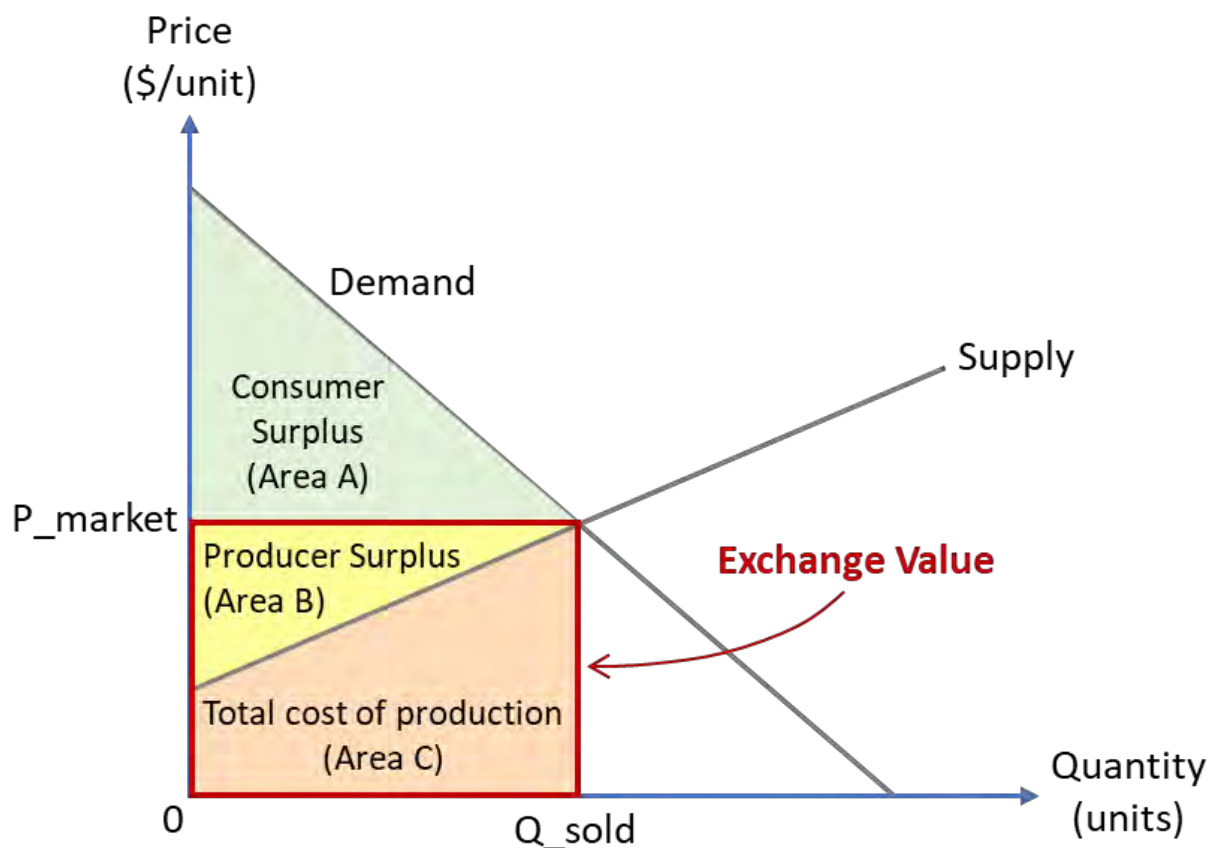 Price
($/unit)
Demand
Supply
Consumer
Surplus
(Area A)
P_market
Producer Surplus
(Area B)
Exchange Value
Total cost of production
(Area C)
Quantity
(units)
0
Q_sold